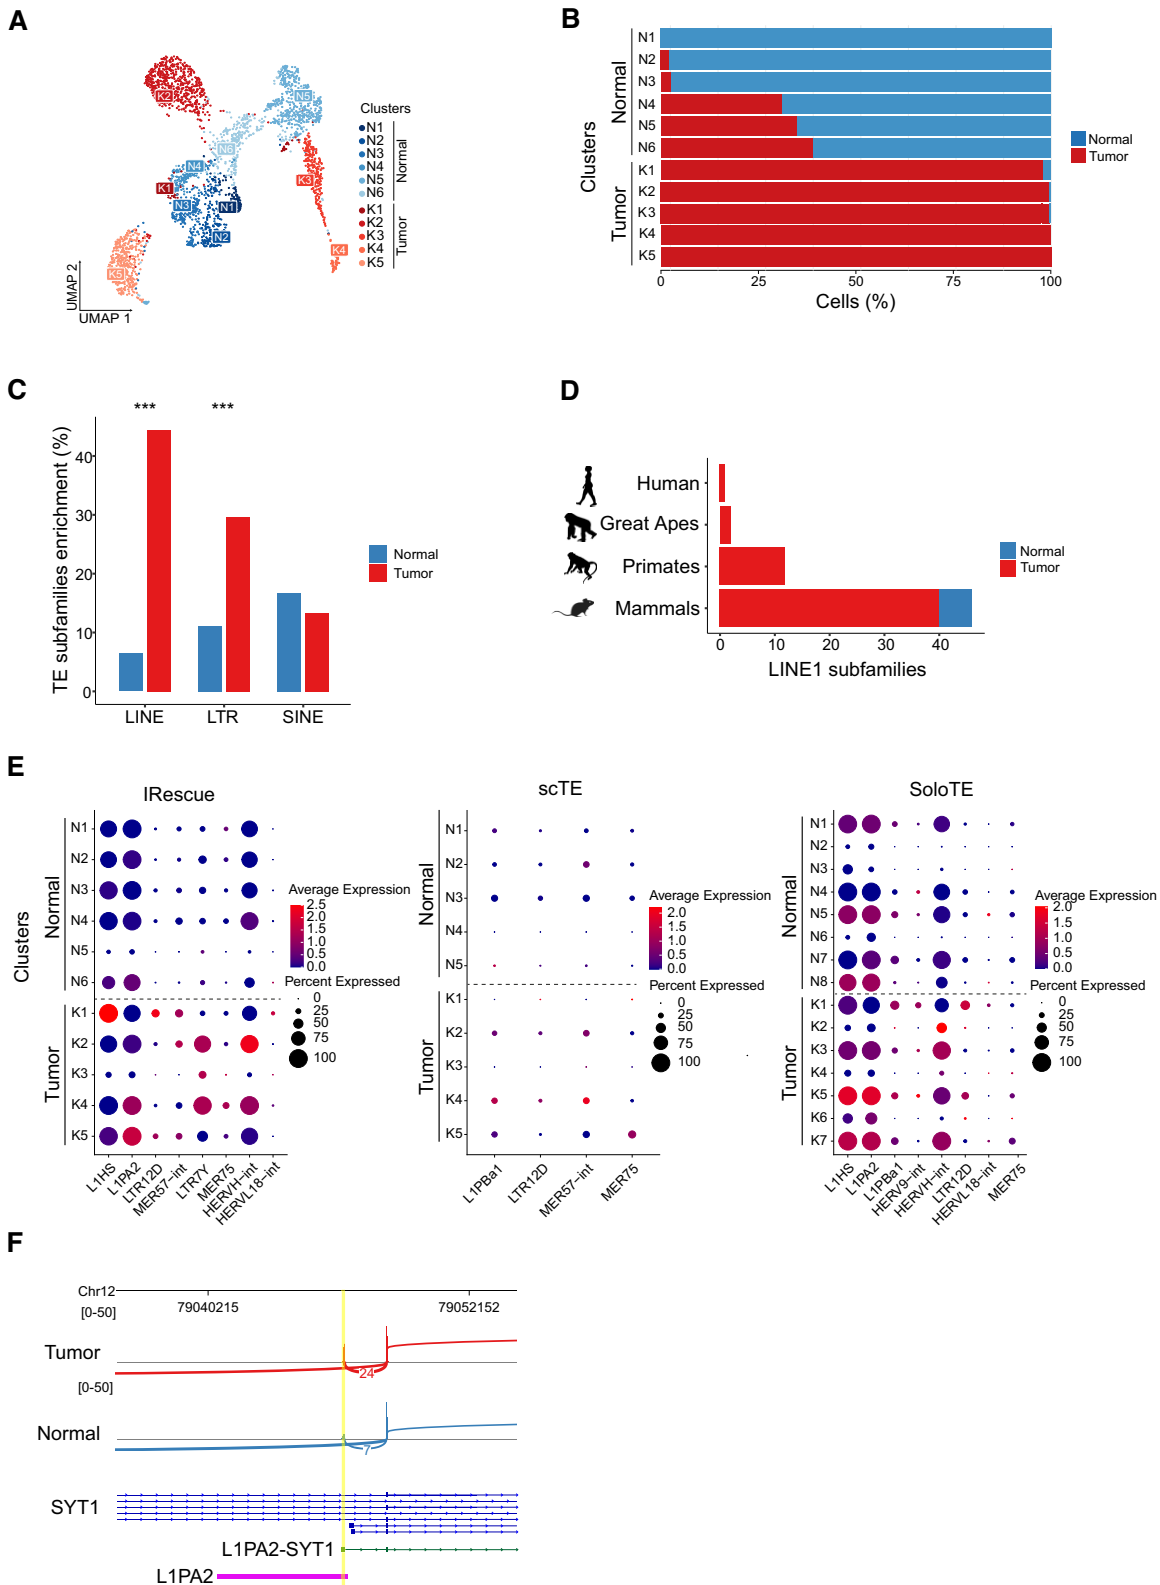 A
K2
N5
N6
N4
K1
K3
N3
N1
N2
K4
K5
Clusters
N1
N2
N3
N4
N5
N6
Normal
K1
K2
K3
K4
K5
Tumor
UMAP 2
UMAP 1
B
Clusters
Normal
Tumor
N1
N2
N3
N4
N5
N6
K1
K2
K3
K4
K5
0 25 50 75 100
Cells (%)
Normal
Tumor
C
TE subfamilies enrichment (%)
*** ***
40
30
20
10
0
LINE LTR SINE
Normal
Tumor
D
Human
Great Apes
Primates
Mammals
0 10 20 30 40
LINE1 subfamilies
Normal
Tumor
E
IRescue
Clusters
Normal
Tumor
N1
N2
N3
N4
N5
N6
K1
K2
K3
K4
K5
L1HS
L1PA2
LTR12D
MER57-int
LTR7Y
MER75
HERVH-int
HERVL18-int
Average Expression
2.5
2.0
1.5
1.0
0.5
0.0
Percent Expressed
0
25
50
75
100
scTE
Normal
Tumor
N1
N2
N3
N4
N5
K1
K2
K3
K4
K5
L1PBa1
LTR12D
MER57-int
MER75
Average Expression
2.0
1.5
1.0
0.0
Percent Expressed
0
25
50
75
100
SoloTE
Normal
Tumor
N1
N2
N3
N4
N5
N6
N7
N8
K1
K2
K3
K4
K5
K6
K7
L1HS
L1PA2
L1PBa1
HERV9-int
HERVH-int
LTR12D
HERVL18-int
MER75
Average Expression
2.0
1.5
1.0
0.5
0.0
Percent Expressed
0
25
50
75
100
F
Chr12
79040215 79052152
[0-50]
Tumor
24
[0-50]
Normal
7
SYT1
L1PA2-SYT1
L1PA2